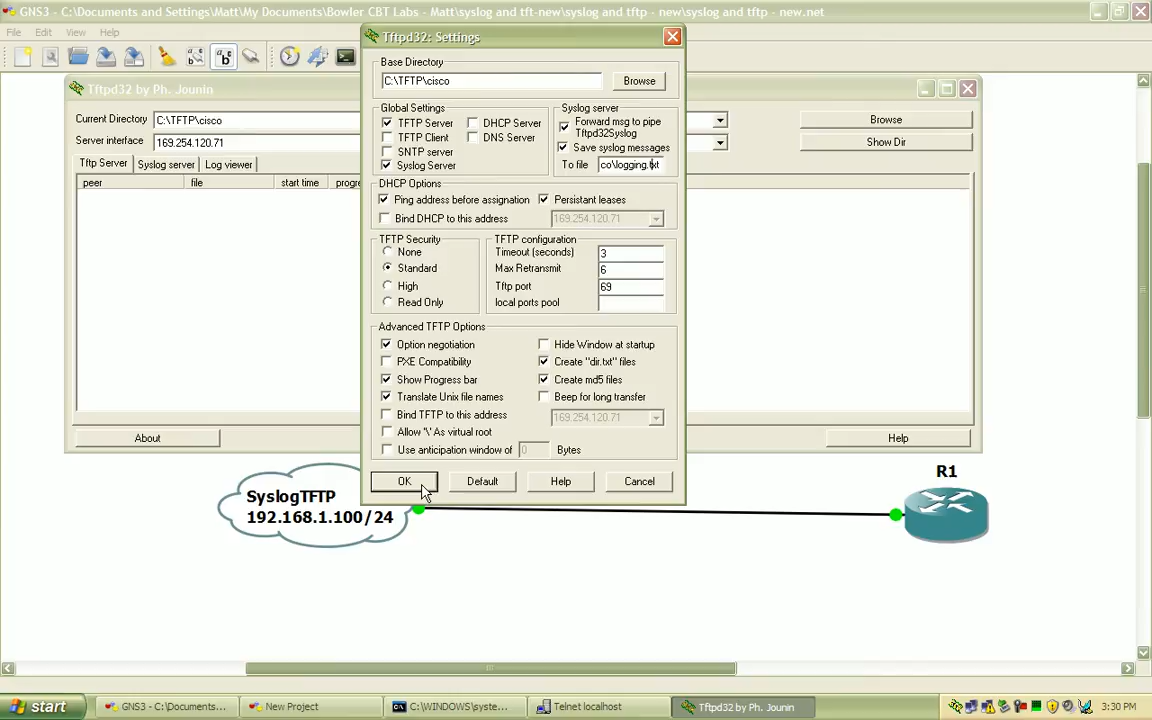 GNS3 - C:\Documents and Settings\Matt\My Documents\Bowler CBT Labs - Matt\syslog and tft-new\syslog and tftp - new\syslog and tftp - new.net
File Edit View Help
Tftpd32: Settings
Base Directory
C:\TFTP\cisco
Browse
Global Settings
TFTP Server
TFTP Client
SNTP server
Syslog Server
DHCP Server
DNS Server
Syslog server
Forward msg to pipe
Tftpd32Syslog
Save syslog messages
To file co\logging.txt
DHCP Options
Ping address before assignation
Persistant leases
Bind DHCP to this address
169.254.120.71
TFTP Security
None
Standard
High
Read Only
TFTP configuration
Timeout (seconds) 3
Max Retransmit 6
Tftp port 69
local ports pool
Advanced TFTP Options
Option negotiation
PXE Compatibility
Show Progress bar
Translate Unix file names
Bind TFTP to this address
Allow '\' As virtual root
Use anticipation window of 0 Bytes
Hide Window at startup
Create "dir.txt" files
Create md5 files
Beep for long transfer
169.254.120.71
OK Default Help Cancel
Tftpd32 by Ph. Jounin
Current Directory C:\TFTP\cisco Browse
Server interface 169.254.120.71 Show Dir
Tftp Server Syslog server Log viewer
peer file start time progre
About Help
SyslogTFTP
192.168.1.100/24
R1
start
GNS3 - C:\Documents...
New Project
C:\WINDOWS\syste...
Telnet localhost
Tftpd32 by Ph. Jounin
3:30 PM